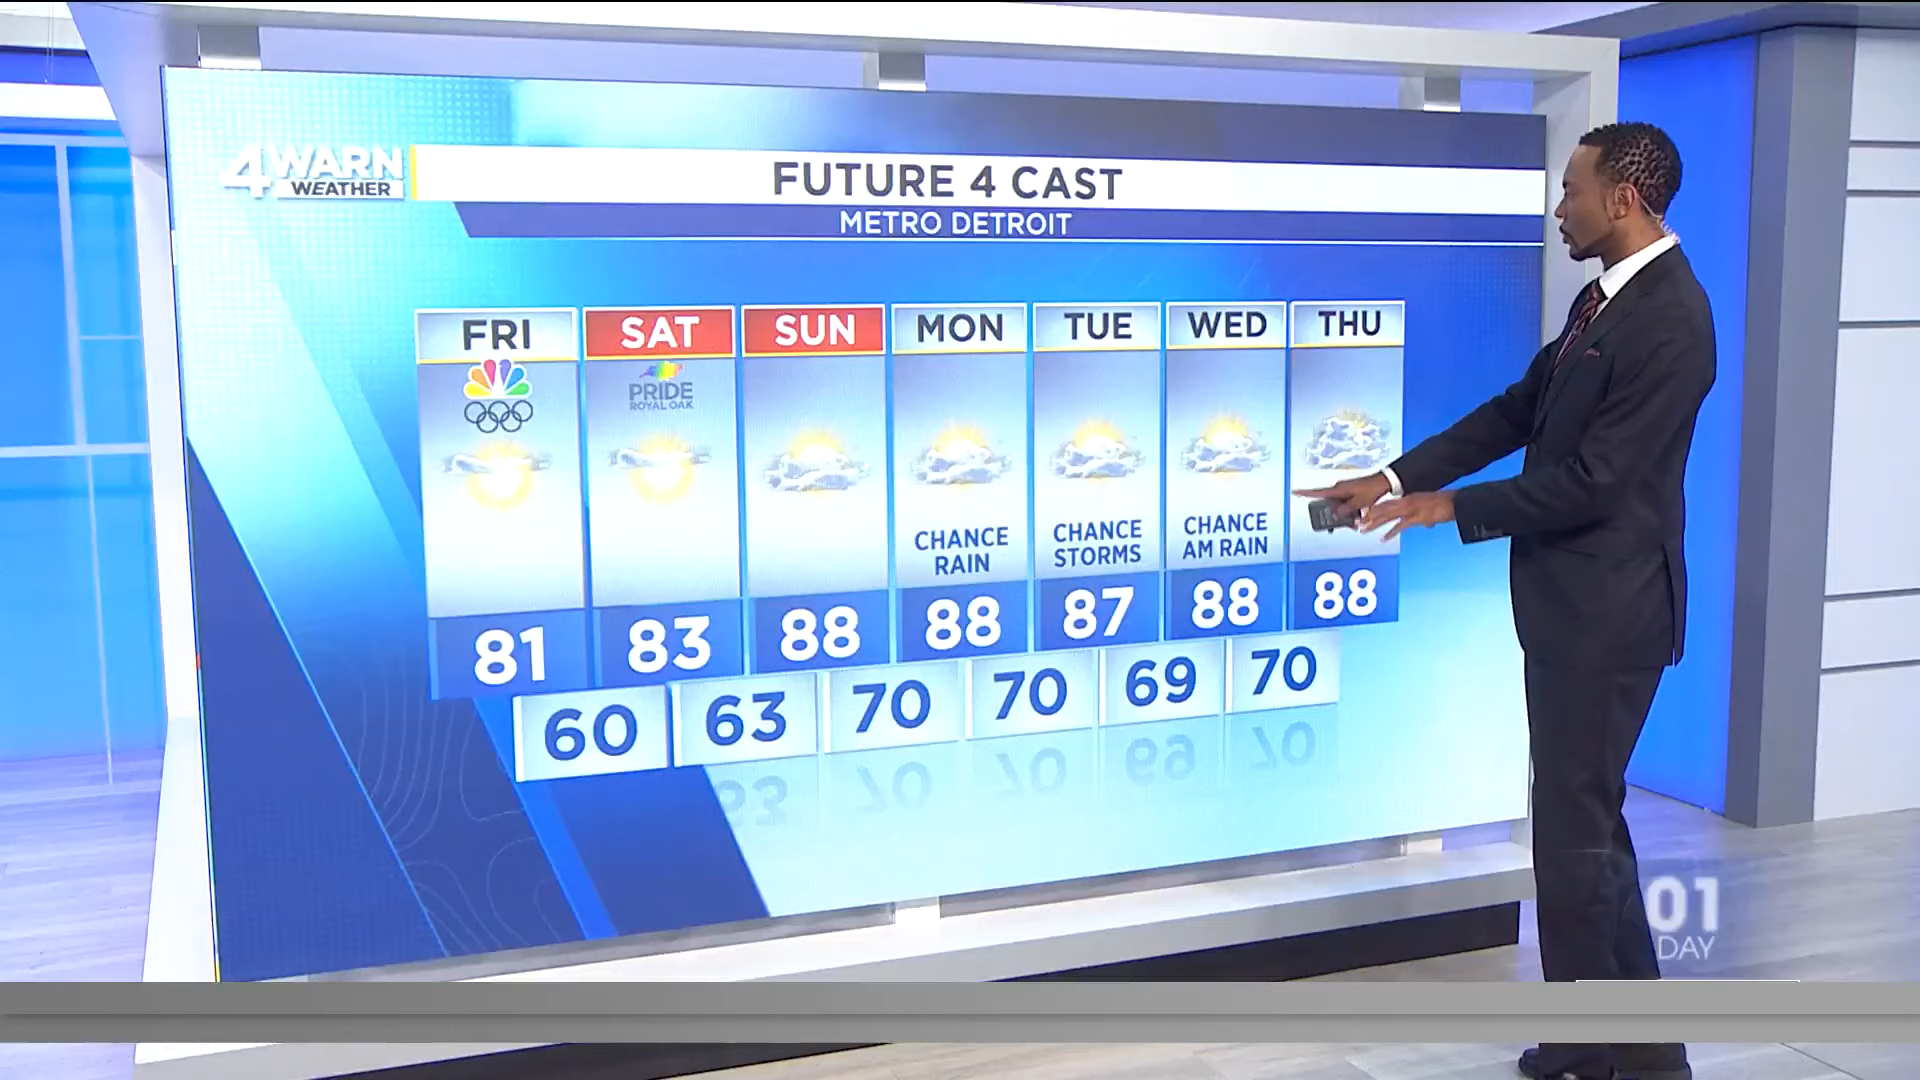 4WARN
WEATHER
FUTURE 4 CAST
METRO DETROIT
FRI SAT SUN MON TUE WED THU
PRIDE
ROYAL OAK
CHANCE
RAIN
CHANCE
STORMS
CHANCE
AM RAIN
81 83 88 88 87 88 88
60 63 70 70 69 70
01
DAY